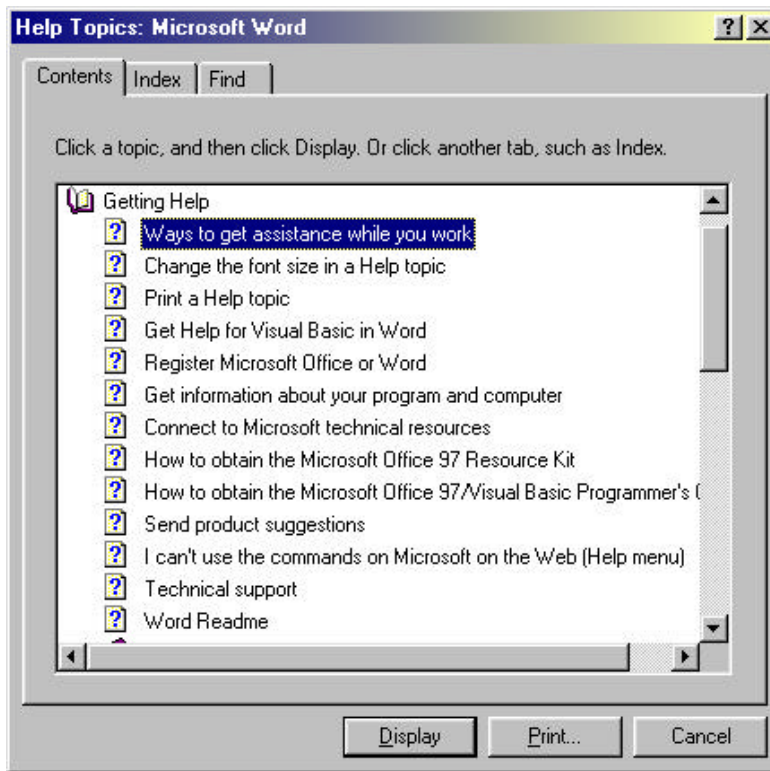 Help Topics: Microsoft Word
Contents Index Find
Click a topic, and then click Display. Or click another tab, such as Index.
Getting Help
Ways to get assistance while you work
Change the font size in a Help topic
Print a Help topic
Get Help for Visual Basic in Word
Register Microsoft Office or Word
Get information about your program and computer
Connect to Microsoft technical resources
How to obtain the Microsoft Office 97 Resource Kit
How to obtain the Microsoft Office 97/Visual Basic Programmer's
Send product suggestions
I can't use the commands on Microsoft on the Web (Help menu)
Technical support
Word Readme
Display Print... Cancel